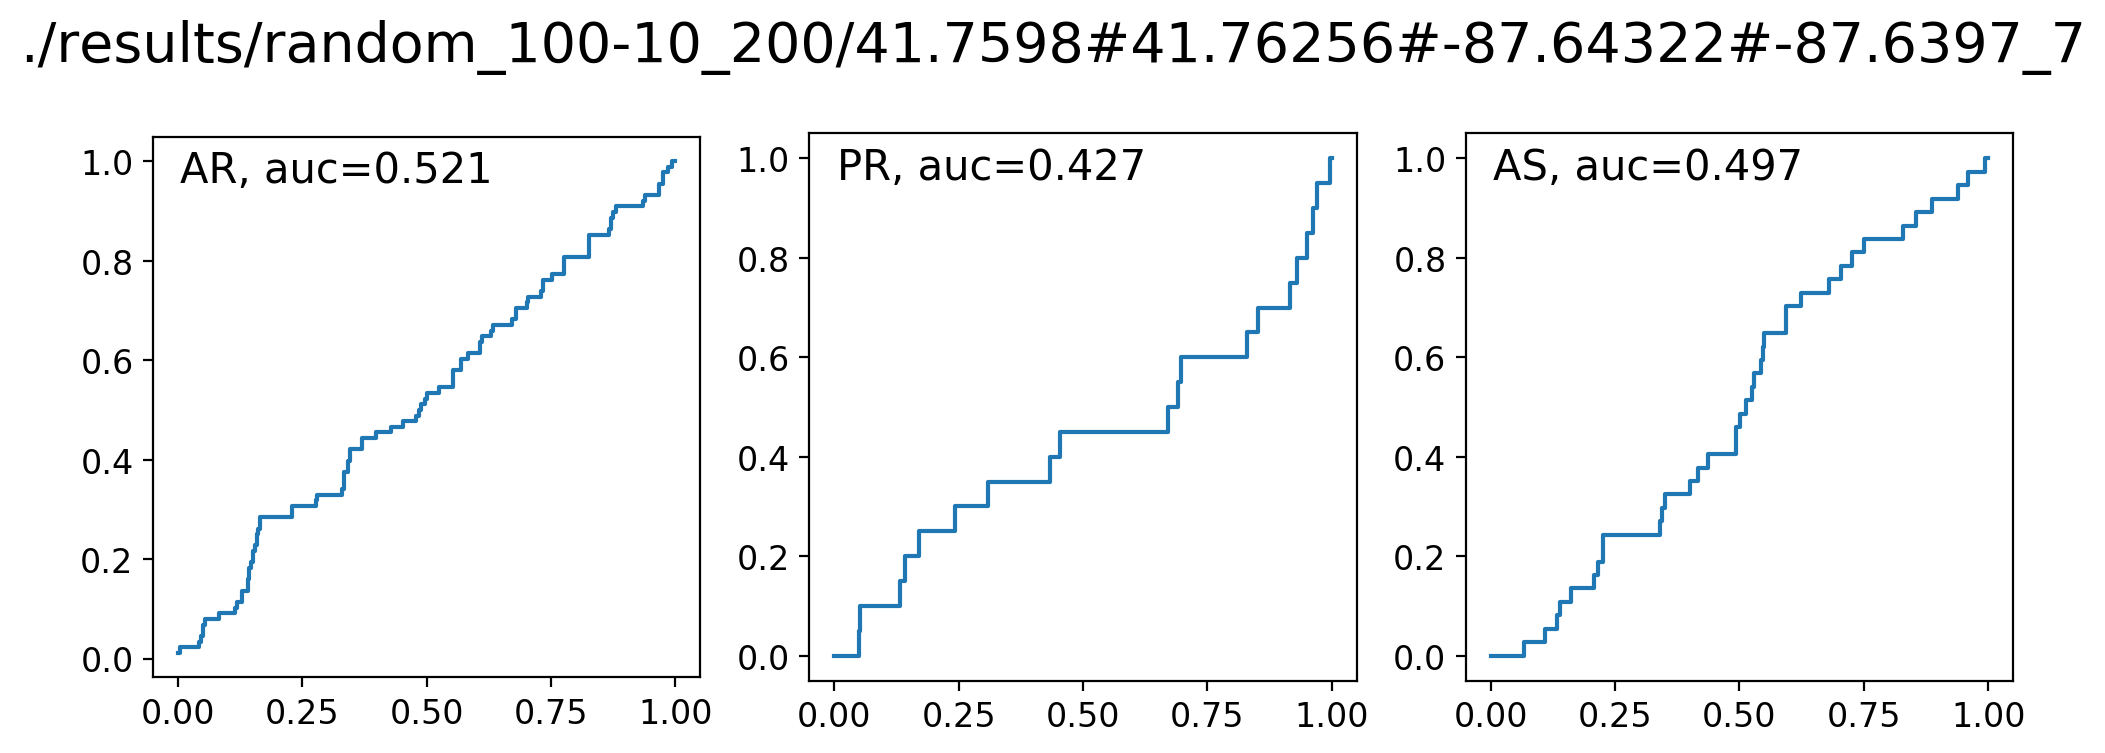 ./results/random_100-10_200/41.7598#41.76256#-87.64322#-87.6397_7
AR, auc=0.521
1.0
0.8
0.6
0.4
0.2
0.0
0.00 0.25 0.50 0.75 1.00
PR, auc=0.427
1.0
0.8
0.6
0.4
0.2
0.0
0.00 0.25 0.50 0.75 1.00
AS, auc=0.497
1.0
0.8
0.6
0.4
0.2
0.0
0.00 0.25 0.50 0.75 1.00